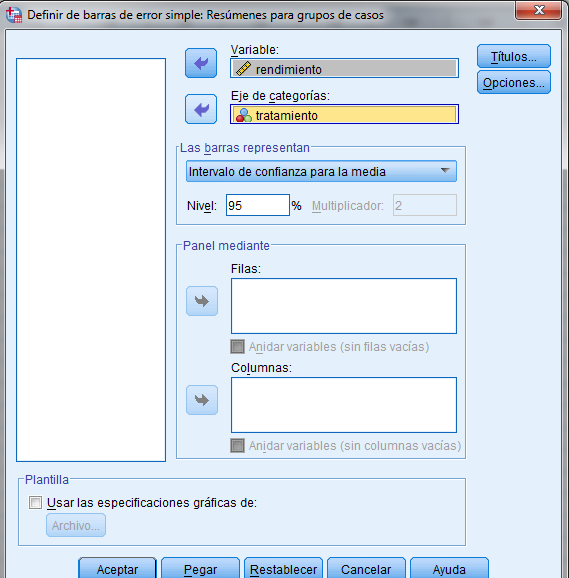 Definir de barras de error simple: Resúmenes para grupos de casos
Variable:
rendimiento
Títulos...
Opciones...
Eje de categorías:
tratamiento
Las barras representan
Intervalo de confianza para la media
Nivel: 95 % Multiplicador: 2
Panel mediante
Filas:
Anidar variables (sin filas vacías)
Columnas:
Anidar variables (sin columnas vacías)
Plantilla
Usar las especificaciones gráficas de:
Archivo...
Aceptar Pegar Restablecer Cancelar Ayuda